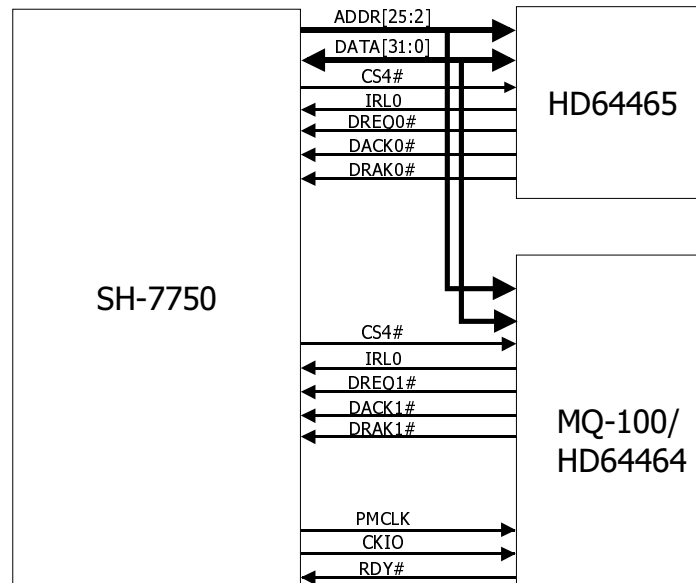 ADDR[25:2]
DATA[31:0]
CS4#
IRL0
DREQ0#
DACK0#
DRAK0#
HD64465
SH-7750
CS4#
IRL0
DREQ1#
DACK1#
DRAK1#
MQ-100/
HD64464
PMCLK
CKIO
RDY#